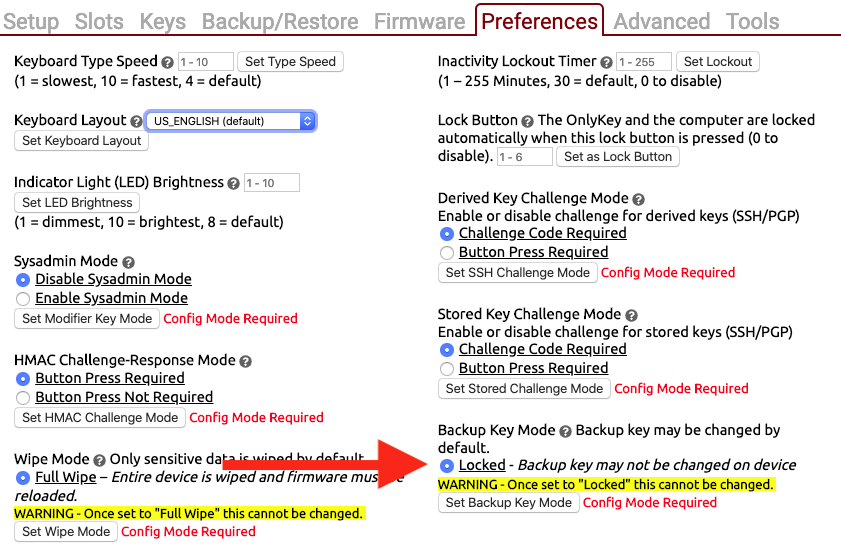 Setup Slots Keys Backup/Restore Firmware Preferences Advanced Tools
Keyboard Type Speed ? 1 - 10 Set Type Speed
(1 = slowest, 10 = fastest, 4 = default)
Keyboard Layout ? US_ENGLISH (default)
Set Keyboard Layout
Indicator Light (LED) Brightness ? 1 - 10
Set LED Brightness
(1 = dimmest, 10 = brightest, 8 = default)
Sysadmin Mode ?
Disable Sysadmin Mode
Enable Sysadmin Mode
Set Modifier Key Mode Config Mode Required
HMAC Challenge-Response Mode ?
Button Press Required
Button Press Not Required
Set HMAC Challenge Mode Config Mode Required
Wipe Mode ? Only sensitive data is wiped by default.
Full Wipe – Entire device is wiped and firmware must be
reloaded.
WARNING - Once set to "Full Wipe" this cannot be changed.
Set Wipe Mode Config Mode Required
Inactivity Lockout Timer ? 1 - 255 Set Lockout
(1 – 255 Minutes, 30 = default, 0 to disable)
Lock Button ? The OnlyKey and the computer are locked
automatically when this lock button is pressed (0 to
disable). 1 - 6 Set as Lock Button
Derived Key Challenge Mode ?
Enable or disable challenge for derived keys (SSH/PGP)
Challenge Code Required
Button Press Required
Set SSH Challenge Mode Config Mode Required
Stored Key Challenge Mode ?
Enable or disable challenge for stored keys (SSH/PGP)
Challenge Code Required
Button Press Required
Set Stored Challenge Mode Config Mode Required
Backup Key Mode ? Backup key may be changed by
default.
Locked - Backup key may not be changed on device
WARNING - Once set to "Locked" this cannot be changed.
Set Backup Key Mode Config Mode Required